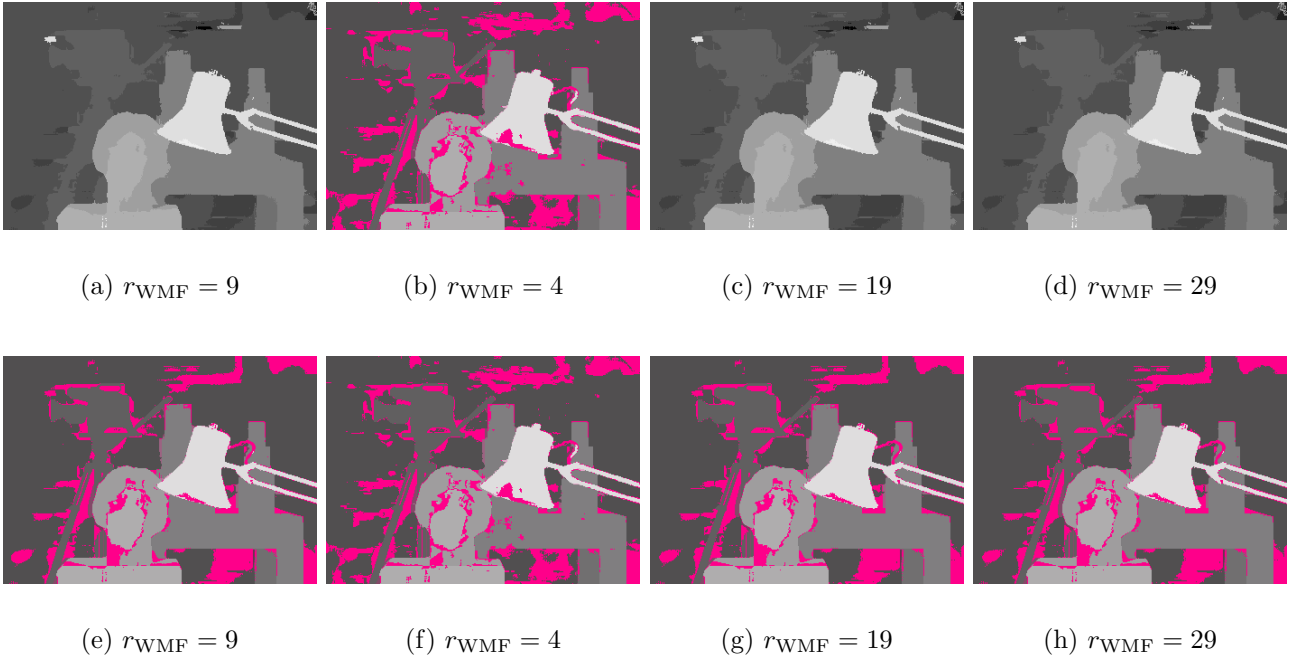 (a) r_WMF = 9 (b) r_WMF = 4 (c) r_WMF = 19 (d) r_WMF = 29
(e) r_WMF = 9 (f) r_WMF = 4 (g) r_WMF = 19 (h) r_WMF = 29